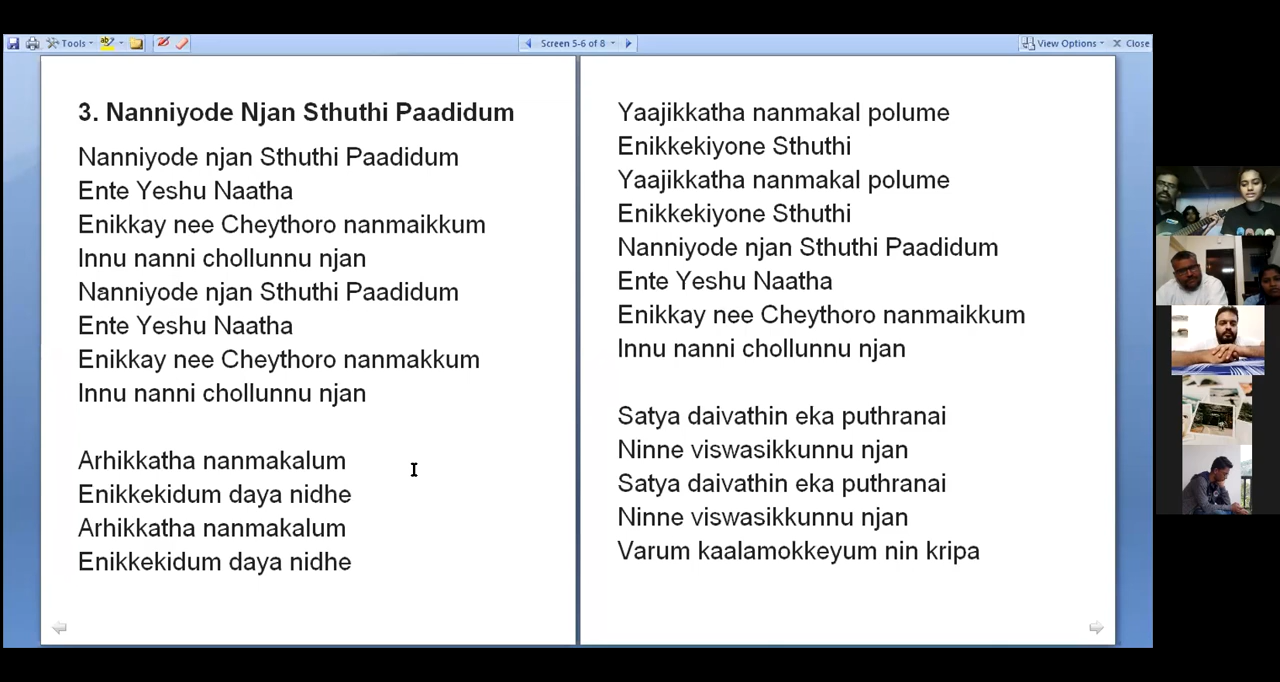 Tools
Screen 5-6 of 8
View Options
Close
3. Nanniyode Njan Sthuthi Paadidum
Nanniyode njan Sthuthi Paadidum
Ente Yeshu Naatha
Enikkay nee Cheythoro nanmaikkum
Innu nanni chollunnu njan
Nanniyode njan Sthuthi Paadidum
Ente Yeshu Naatha
Enikkay nee Cheythoro nanmakkum
Innu nanni chollunnu njan
Arhikkatha nanmakalum
Enikkekidum daya nidhe
Arhikkatha nanmakalum
Enikkekidum daya nidhe
Yaajikkatha nanmakal polume
Enikkekiyone Sthuthi
Yaajikkatha nanmakal polume
Enikkekiyone Sthuthi
Nanniyode njan Sthuthi Paadidum
Ente Yeshu Naatha
Enikkay nee Cheythoro nanmaikkum
Innu nanni chollunnu njan
Satya daivathin eka puthranai
Ninne viswasikkunnu njan
Satya daivathin eka puthranai
Ninne viswasikkunnu njan
Varum kaalamokkeyum nin kripa